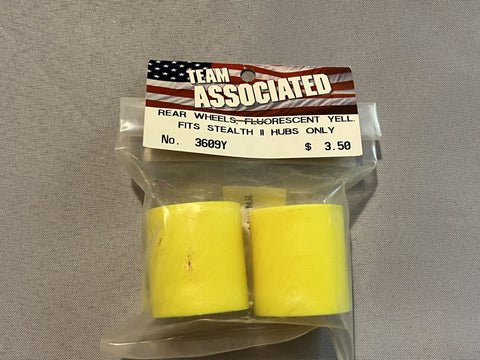 TEAM
ASSOCIATED
REAR WHEELS, FLUORESCENT YELL.
FITS STEALTH II HUBS ONLY
No. 3609Y $ 3.50